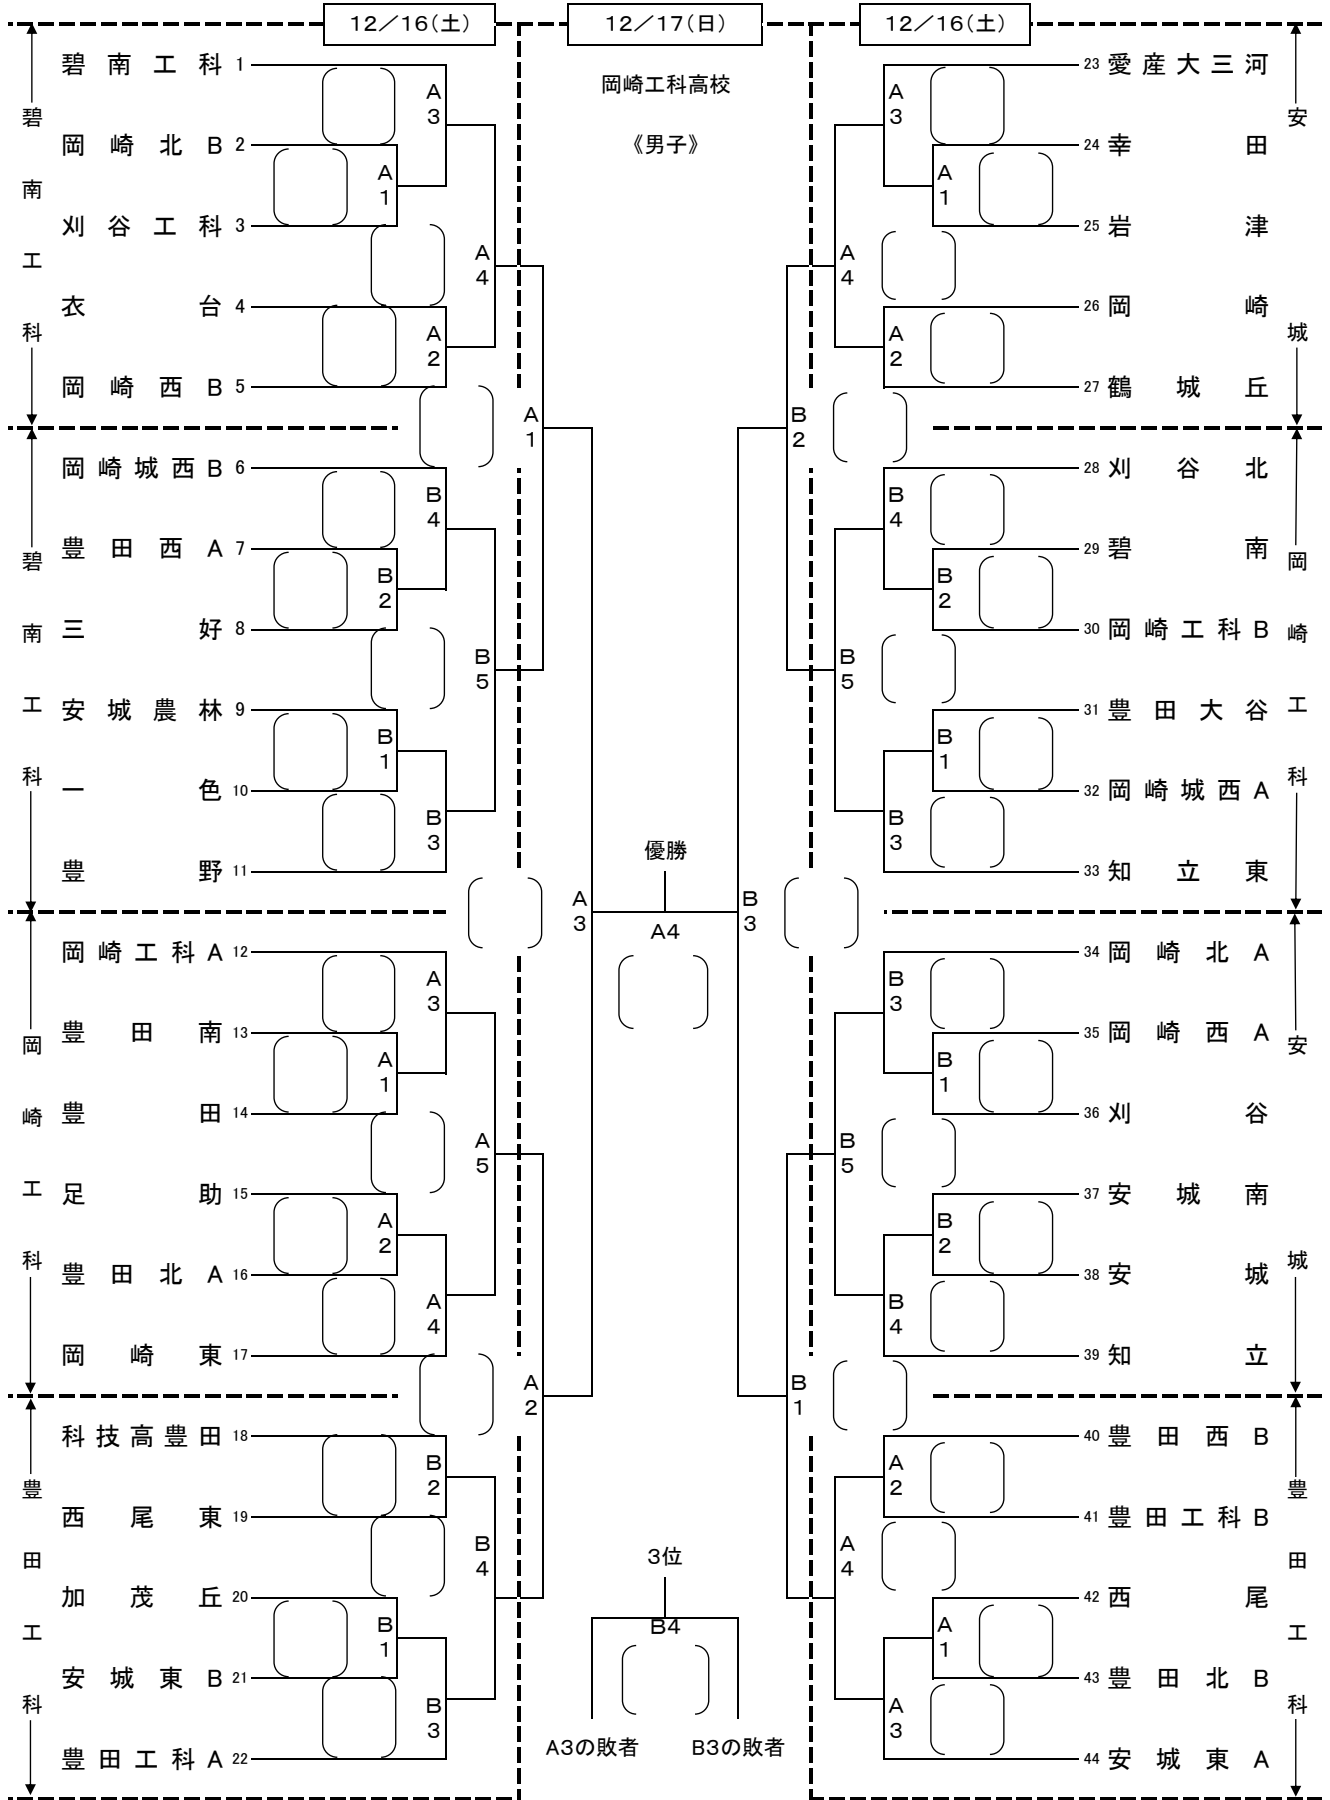 12／16(土)
12／17(日)
12／16(土)
岡崎工科高校
《男子》
碧南工科
碧南工科 1
岡崎北B 2
刈谷工科 3
衣台 4
岡崎西B 5
A3
A1
A4
A2
碧南工科
岡崎城西B 6
豊田西A 7
三好 8
安城農林 9
一色 10
豊野 11
B4
B2
B5
B1
B3
A1
岡崎工科
岡崎工科A 12
豊田南 13
豊田 14
足助 15
豊田北A 16
岡崎東 17
A3
A1
A5
A2
A4
豊田工科
科技高豊田 18
西尾東 19
加茂丘 20
安城東B 21
豊田工科A 22
B2
B4
B1
B3
A2
A3
優勝
A4
B3
3位
B4
A3の敗者
B3の敗者
安城
23 愛産大三河
24 幸田
25 岩津
26 岡崎
27 鶴城丘
A3
A1
A4
A2
B2
岡崎工科
28 刈谷北
29 碧南
30 岡崎工科B
31 豊田大谷
32 岡崎城西A
33 知立東
B4
B2
B5
B1
B3
安城
34 岡崎北A
35 岡崎西A
36 刈谷
37 安城南
38 安城
39 知立
B3
B1
B5
B2
B4
B1
豊田工科
40 豊田西B
41 豊田工科B
42 西尾
43 豊田北B
44 安城東A
A2
A4
A1
A3